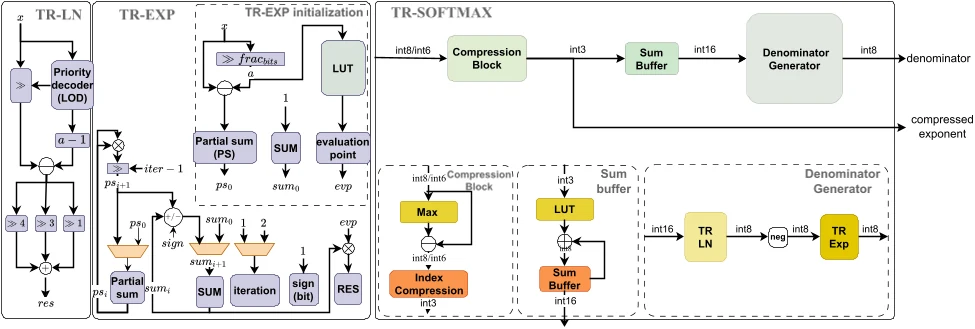 TR-LN
x
≫
Priority
decoder
(LOD)
a − 1
−
≫ 4
≫ 3
≫ 1
+
res
TR-EXP
TR-EXP initialization
x
≫ frac_bits
a
−
LUT
1
Partial sum
(PS)
SUM
evaluation
point
ps_0
sum_0
evp
⊗
≫
iter − 1
ps_{i+1}
ps_0
+/−
sign
sum_0
1
2
evp
sum_{i+1}
1
⊗
ps_i
Partial
sum
sum_i
SUM
iteration
sign
(bit)
RES
TR-SOFTMAX
int8/int6
Compression
Block
int3
Sum
Buffer
int16
Denominator
Generator
int8
denominator
compressed
exponent
Compression
Block
int8/int6
Max
−
int8/int6
Index
Compression
int3
Sum
buffer
int3
LUT
+
int8
Sum
Buffer
int16
Denominator
Generator
int16
TR
LN
int8
neg
int8
TR
Exp
int8